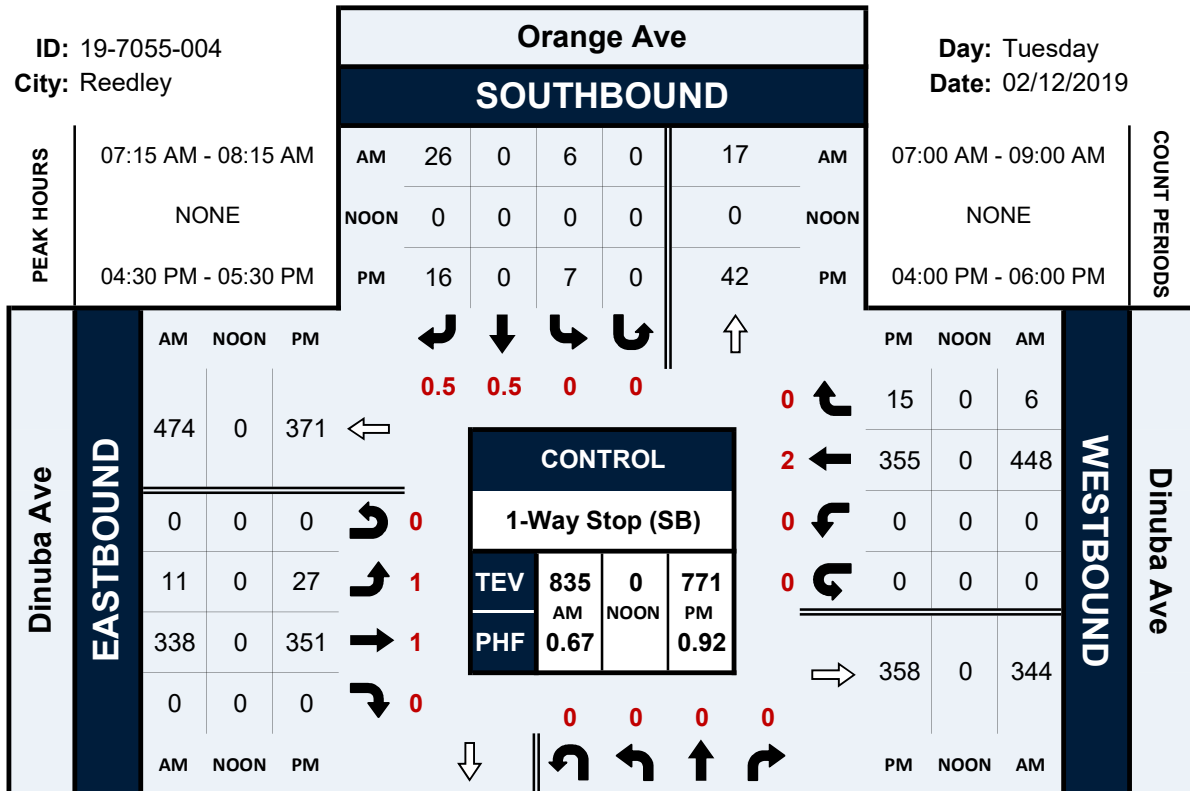 ID: 19-7055-004
City: Reedley
Orange Ave
SOUTHBOUND
Day: Tuesday
Date: 02/12/2019
PEAK HOURS
07:15 AM - 08:15 AM
NONE
04:30 PM - 05:30 PM
AM 26 0 6 0 17 AM
NOON 0 0 0 0 0 NOON
PM 16 0 7 0 42 PM
07:00 AM - 09:00 AM
NONE
04:00 PM - 06:00 PM
COUNT PERIODS
0.5 0.5 0 0
Dinuba Ave
EASTBOUND
AM NOON PM
474 0 371
0 0 0 0
11 0 27 1
338 0 351 1
0 0 0 0
AM NOON PM
CONTROL
1-Way Stop (SB)
TEV 835 0 771
AM NOON PM
PHF 0.67 0.92
PM NOON AM
0 15 0 6
2 355 0 448
0 0 0 0
0 0 0 0
358 0 344
PM NOON AM
WESTBOUND
Dinuba Ave
0 0 0 0